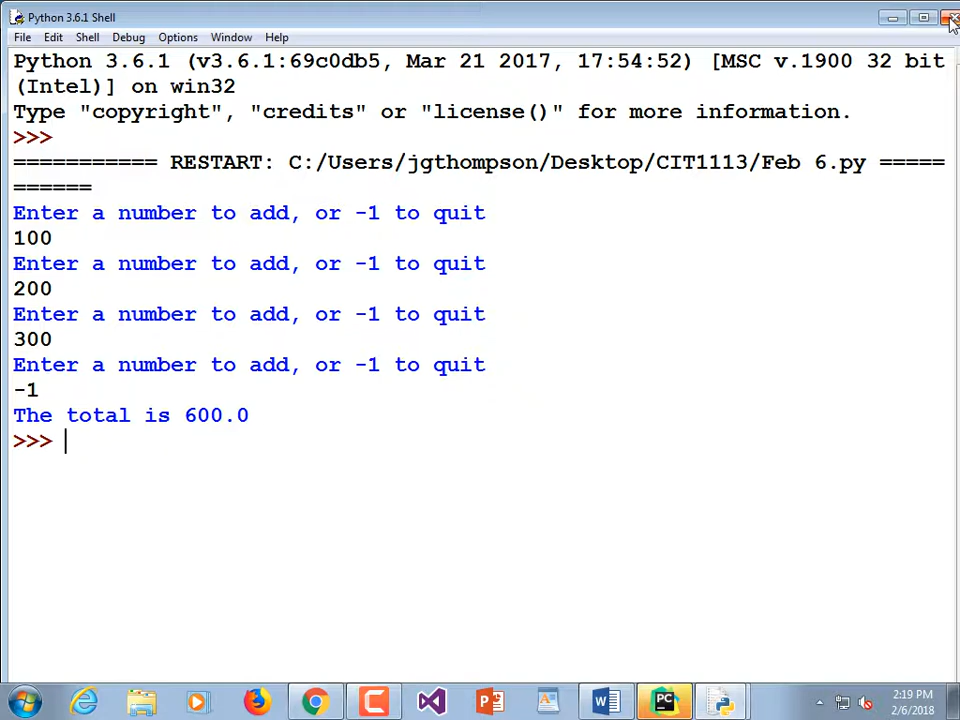 Python 3.6.1 Shell
File Edit Shell Debug Options Window Help
Python 3.6.1 (v3.6.1:69c0db5, Mar 21 2017, 17:54:52) [MSC v.1900 32 bit
(Intel)] on win32
Type "copyright", "credits" or "license()" for more information.
>>>
=========== RESTART: C:/Users/jgthompson/Desktop/CIT1113/Feb 6.py =====
======
Enter a number to add, or -1 to quit
100
Enter a number to add, or -1 to quit
200
Enter a number to add, or -1 to quit
300
Enter a number to add, or -1 to quit
-1
The total is 600.0
>>>
2:19 PM
2/6/2018